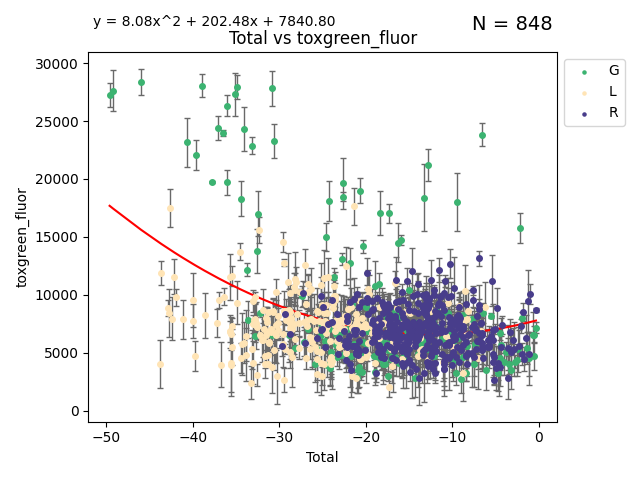 y = 8.08x^2 + 202.48x + 7840.80
N = 848
Total vs toxgreen_fluor
30000
25000
20000
15000
10000
5000
0
toxgreen_fluor
−50
−40
−30
−20
−10
0
Total
G
L
R